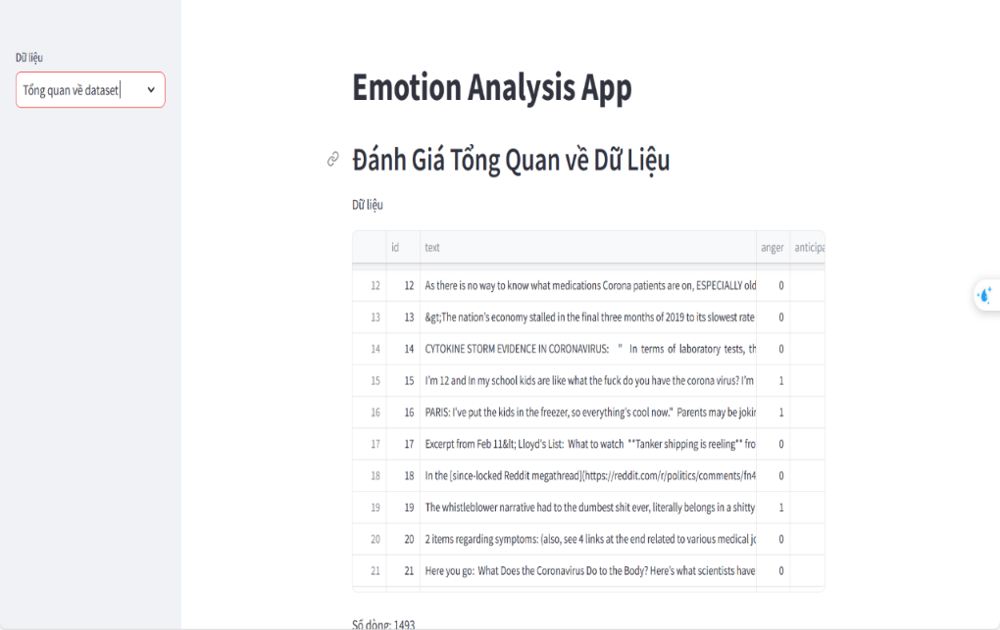 Dữ liệu
Tổng quan về dataset
Emotion Analysis App
Đánh Giá Tổng Quan về Dữ Liệu
Dữ liệu
id text anger anticipa
12 12 As there is no way to know what medications Corona patients are on, ESPECIALLY old 0
13 13 &gt;The nation's economy stalled in the final three months of 2019 to its slowest rate 0
14 14 CYTOKINE STORM EVIDENCE IN CORONAVIRUS: " In terms of laboratory tests, th 0
15 15 I'm 12 and In my school kids are like what the fuck do you have the corona virus? I'm 1
16 16 PARIS: I've put the kids in the freezer, so everything's cool now." Parents may be jokin 1
17 17 Excerpt from Feb 11&lt; Lloyd's List: What to watch **Tanker shipping is reeling** fro 0
18 18 In the [since-locked Reddit megathread](https://reddit.com/r/politics/comments/fn4 0
19 19 The whistleblower narrative had to the dumbest shit ever, literally belongs in a shitty 1
20 20 2 items regarding symptoms: (also, see 4 links at the end related to various medical jo 0
21 21 Here you go: What Does the Coronavirus Do to the Body? Here's what scientists have 0
Số dòng: 1493